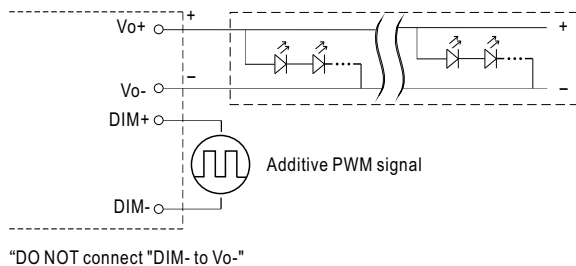 Vo+
+
+
−
Vo-
−
DIM+
Additive PWM signal
DIM-
“DO NOT connect "DIM- to Vo-"